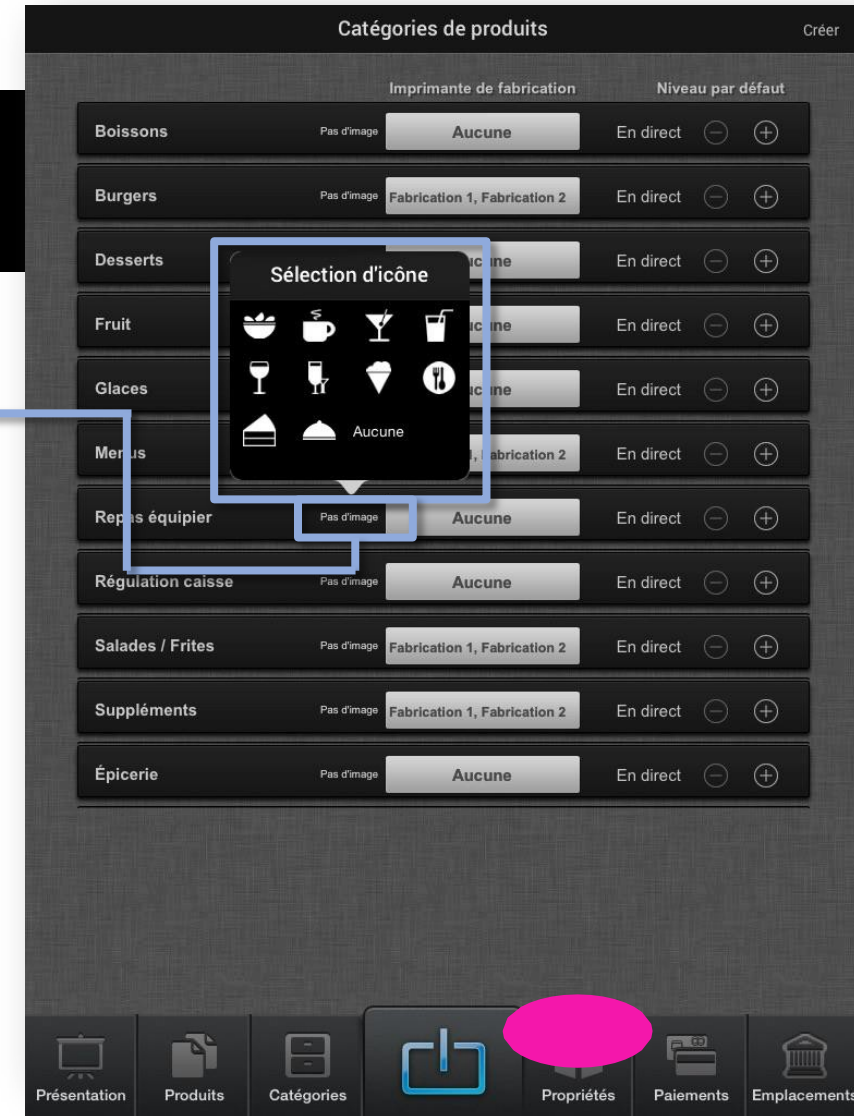 Catégories de produits Créer
Imprimante de fabrication Niveau par défaut
Boissons Pas d'image Aucune En direct
Burgers Pas d'image Fabrication 1, Fabrication 2 En direct
Desserts En direct
Sélection d'icône
Fruit En direct
Glaces En direct
Aucune
Menus Fabrication 2 En direct
Repas équipier Pas d'image Aucune En direct
Régulation caisse Pas d'image Aucune En direct
Salades / Frites Pas d'image Fabrication 1, Fabrication 2 En direct
Suppléments Pas d'image Fabrication 1, Fabrication 2 En direct
Épicerie Pas d'image Aucune En direct
Présentation Produits Catégories Propriétés Paiements Emplacements